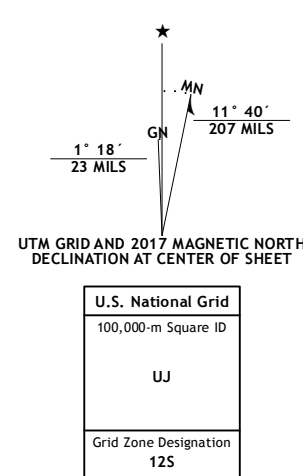 ★
MN
GN
11° 40´
207 MILS
1° 18´
23 MILS
UTM GRID AND 2017 MAGNETIC NORTH
DECLINATION AT CENTER OF SHEET
U.S. National Grid
100,000-m Square ID
UJ
Grid Zone Designation
12S